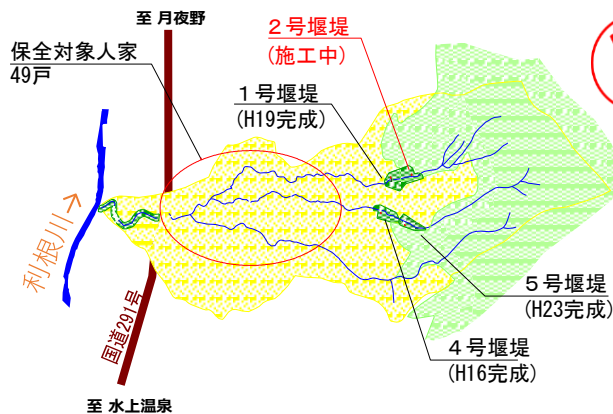 至 月夜野
保全対象人家
49戸
２号堰堤
(施工中)
１号堰堤
(H19完成)
利根川→
国道291号
５号堰堤
(H23完成)
４号堰堤
(H16完成)
至 水上温泉